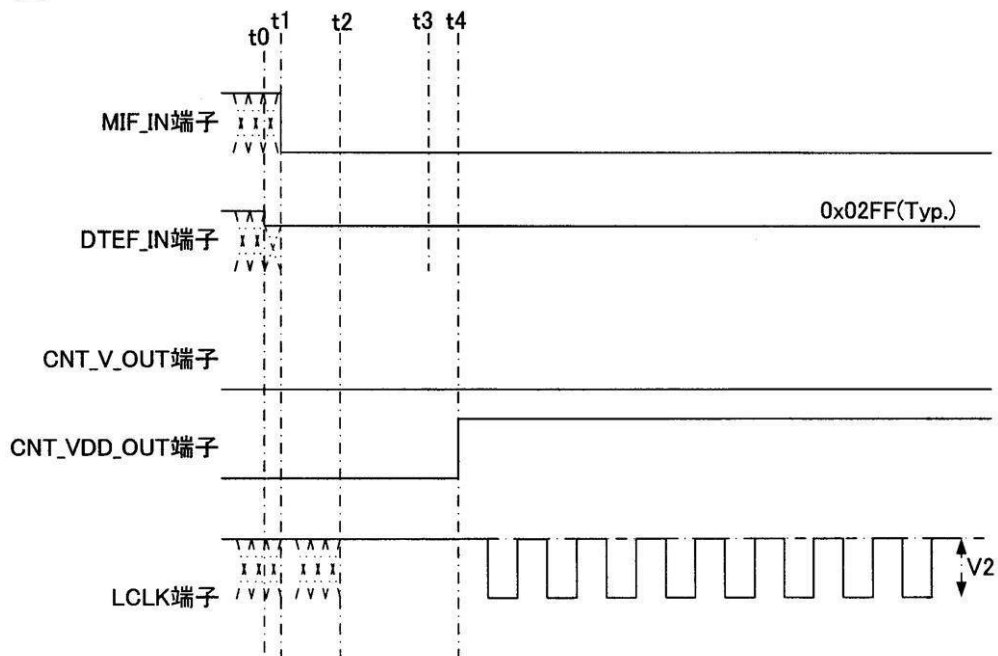 t0 t1 t2 t3 t4
MIF_IN端子
0x02FF(Typ.)
DTEF_IN端子
CNT_V_OUT端子
CNT_VDD_OUT端子
V2
LCLK端子